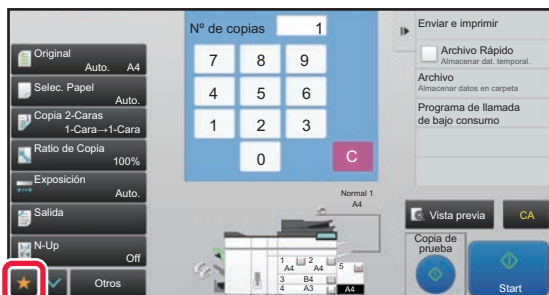 Original
Auto. A4
Selec. Papel
Auto.
Copia 2-Caras
1-Cara→1-Cara
Ratio de Copia
100%
Exposición
Auto.
Salida
N-Up
Off
Otros
Nº de copias 1
7 8 9
4 5 6
1 2 3
0 C
Normal 1
A4
1 A4 2 A4 5 A4
3 B4
4 A3
Enviar e imprimir
Archivo Rápido
Almacenar dat. temporal.
Archivo
Almacenar datos en carpeta
Programa de llamada
de bajo consumo
Vista previa
CA
Copia de
prueba
Start